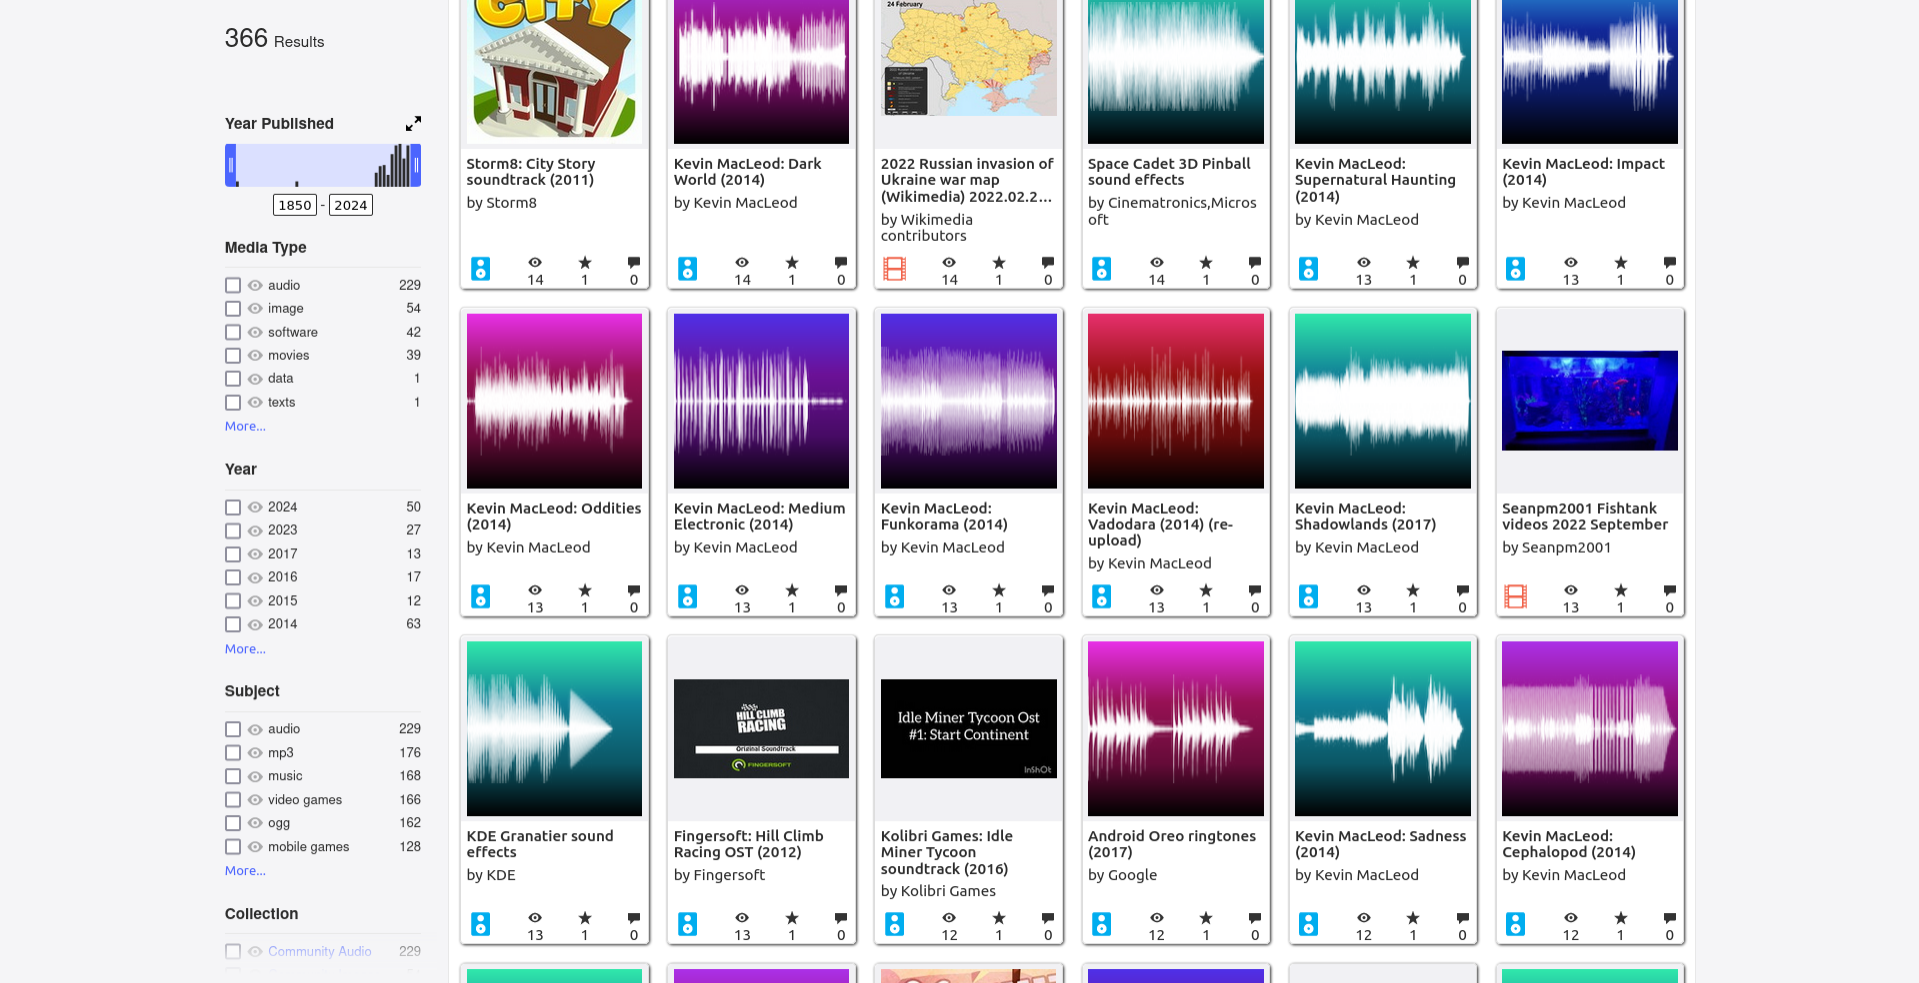 366 Results
Year Published
1850 - 2024
Media Type
audio 229
image 54
software 42
movies 39
data 1
texts 1
More...
Year
2024 50
2023 27
2017 13
2016 17
2015 12
2014 63
More...
Subject
audio 229
mp3 176
music 168
video games 166
ogg 162
mobile games 128
More...
Collection
Community Audio 229
CITY
Storm8: City Story
soundtrack (2011)
by Storm8
14 1 0
Kevin MacLeod: Dark
World (2014)
by Kevin MacLeod
14 1 0
24 February
2022 Russian invasion of
Ukraine war map
(Wikimedia) 2022.02.2...
by Wikimedia
contributors
14 1 0
Space Cadet 3D Pinball
sound effects
by Cinematronics,Micros
oft
14 1 0
Kevin MacLeod:
Supernatural Haunting
(2014)
by Kevin MacLeod
13 1 0
Kevin MacLeod: Impact
(2014)
by Kevin MacLeod
13 1 0
Kevin MacLeod: Oddities
(2014)
by Kevin MacLeod
13 1 0
Kevin MacLeod: Medium
Electronic (2014)
by Kevin MacLeod
13 1 0
Kevin MacLeod:
Funkorama (2014)
by Kevin MacLeod
13 1 0
Kevin MacLeod:
Vadodara (2014) (re-
upload)
by Kevin MacLeod
13 1 0
Kevin MacLeod:
Shadowlands (2017)
by Kevin MacLeod
13 1 0
Seanpm2001 Fishtank
videos 2022 September
by Seanpm2001
13 1 0
KDE Granatier sound
effects
by KDE
13 1 0
HILL CLIMB
RACING
Original Soundtrack
FINGERSOFT
Fingersoft: Hill Climb
Racing OST (2012)
by Fingersoft
13 1 0
Idle Miner Tycoon Ost
#1: Start Continent
InShOt
Kolibri Games: Idle
Miner Tycoon
soundtrack (2016)
by Kolibri Games
12 1 0
Android Oreo ringtones
(2017)
by Google
12 1 0
Kevin MacLeod: Sadness
(2014)
by Kevin MacLeod
12 1 0
Kevin MacLeod:
Cephalopod (2014)
by Kevin MacLeod
12 1 0